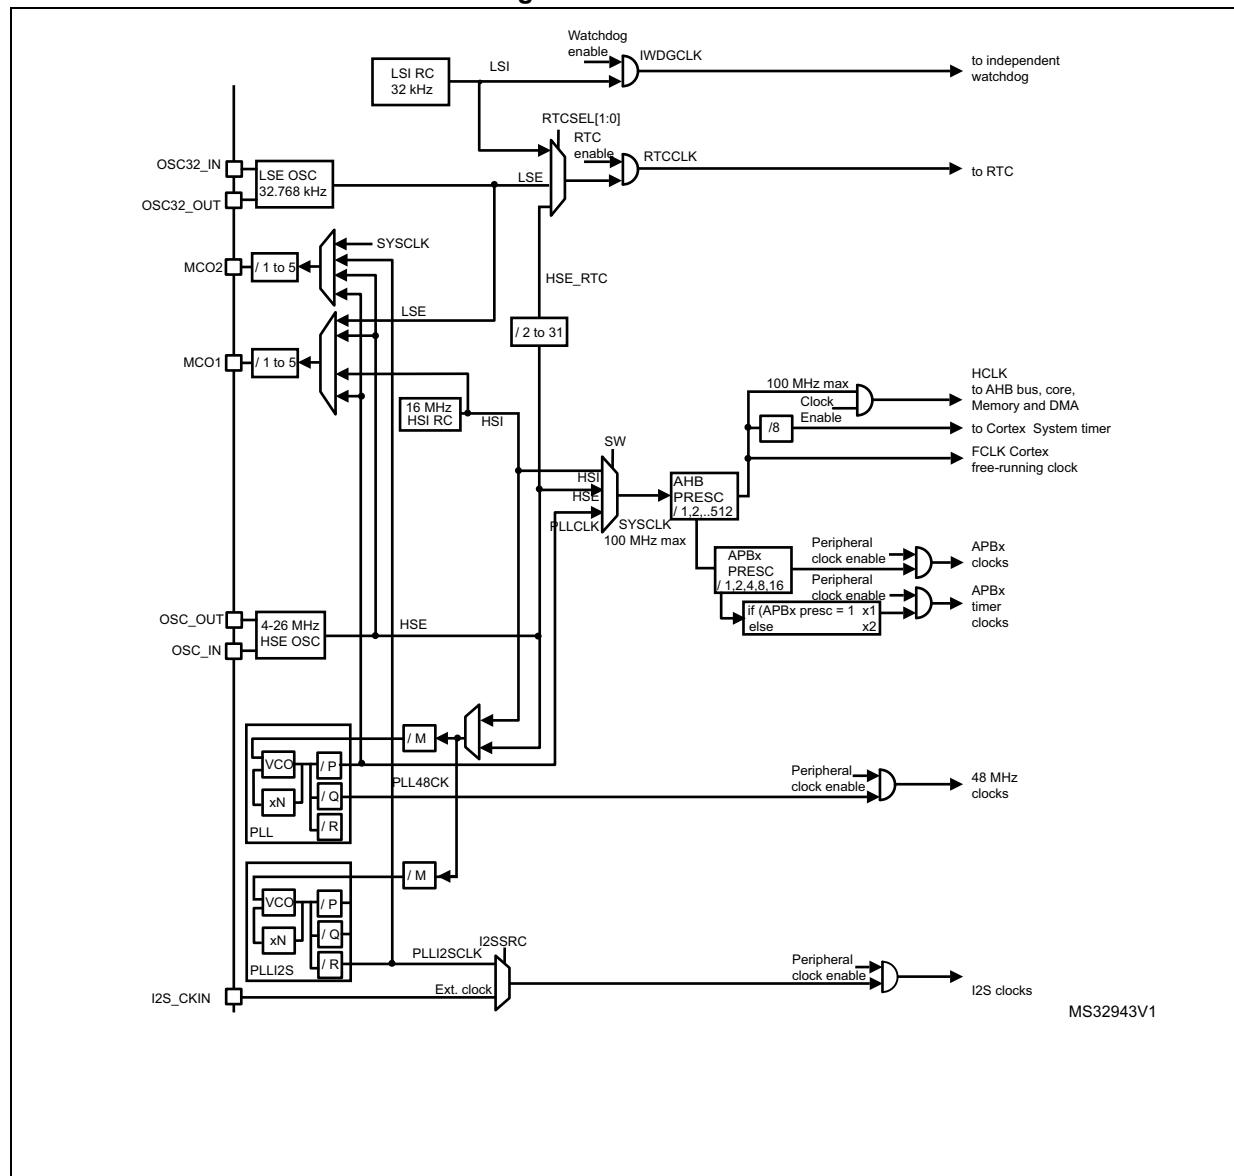 g
Watchdog
enable
IWDGCLK
to independent
watchdog
LSI RC
32 kHz
LSI
RTCSEL[1:0]
RTC
enable
RTCCLK
to RTC
OSC32_IN
LSE OSC
32.768 kHz
LSE
OSC32_OUT
SYSCLK
MCO2
/ 1 to 5
HSE_RTC
LSE
/ 2 to 31
MCO1
/ 1 to 5
16 MHz
HSI RC
HSI
100 MHz max
Clock
Enable
HCLK
to AHB bus, core,
Memory and DMA
/8
to Cortex System timer
FCLK Cortex
free-running clock
SW
HSI
HSE
PLLCLK
SYSCLK
100 MHz max
AHB
PRESC
/ 1,2,..512
APBx
PRESC
/ 1,2,4,8,16
Peripheral
clock enable
APBx
clocks
Peripheral
clock enable
APBx
timer
clocks
if (APBx presc = 1 x1
else x2
OSC_OUT
4-26 MHz
HSE OSC
HSE
OSC_IN
/ M
VCO
/ P
xN
/ Q
/ R
PLL
PLL48CK
Peripheral
clock enable
48 MHz
clocks
/ M
VCO
/ P
xN
/ Q
/ R
PLLI2S
PLLI2SCLK
I2SSRC
Ext. clock
Peripheral
clock enable
I2S clocks
I2S_CKIN
MS32943V1